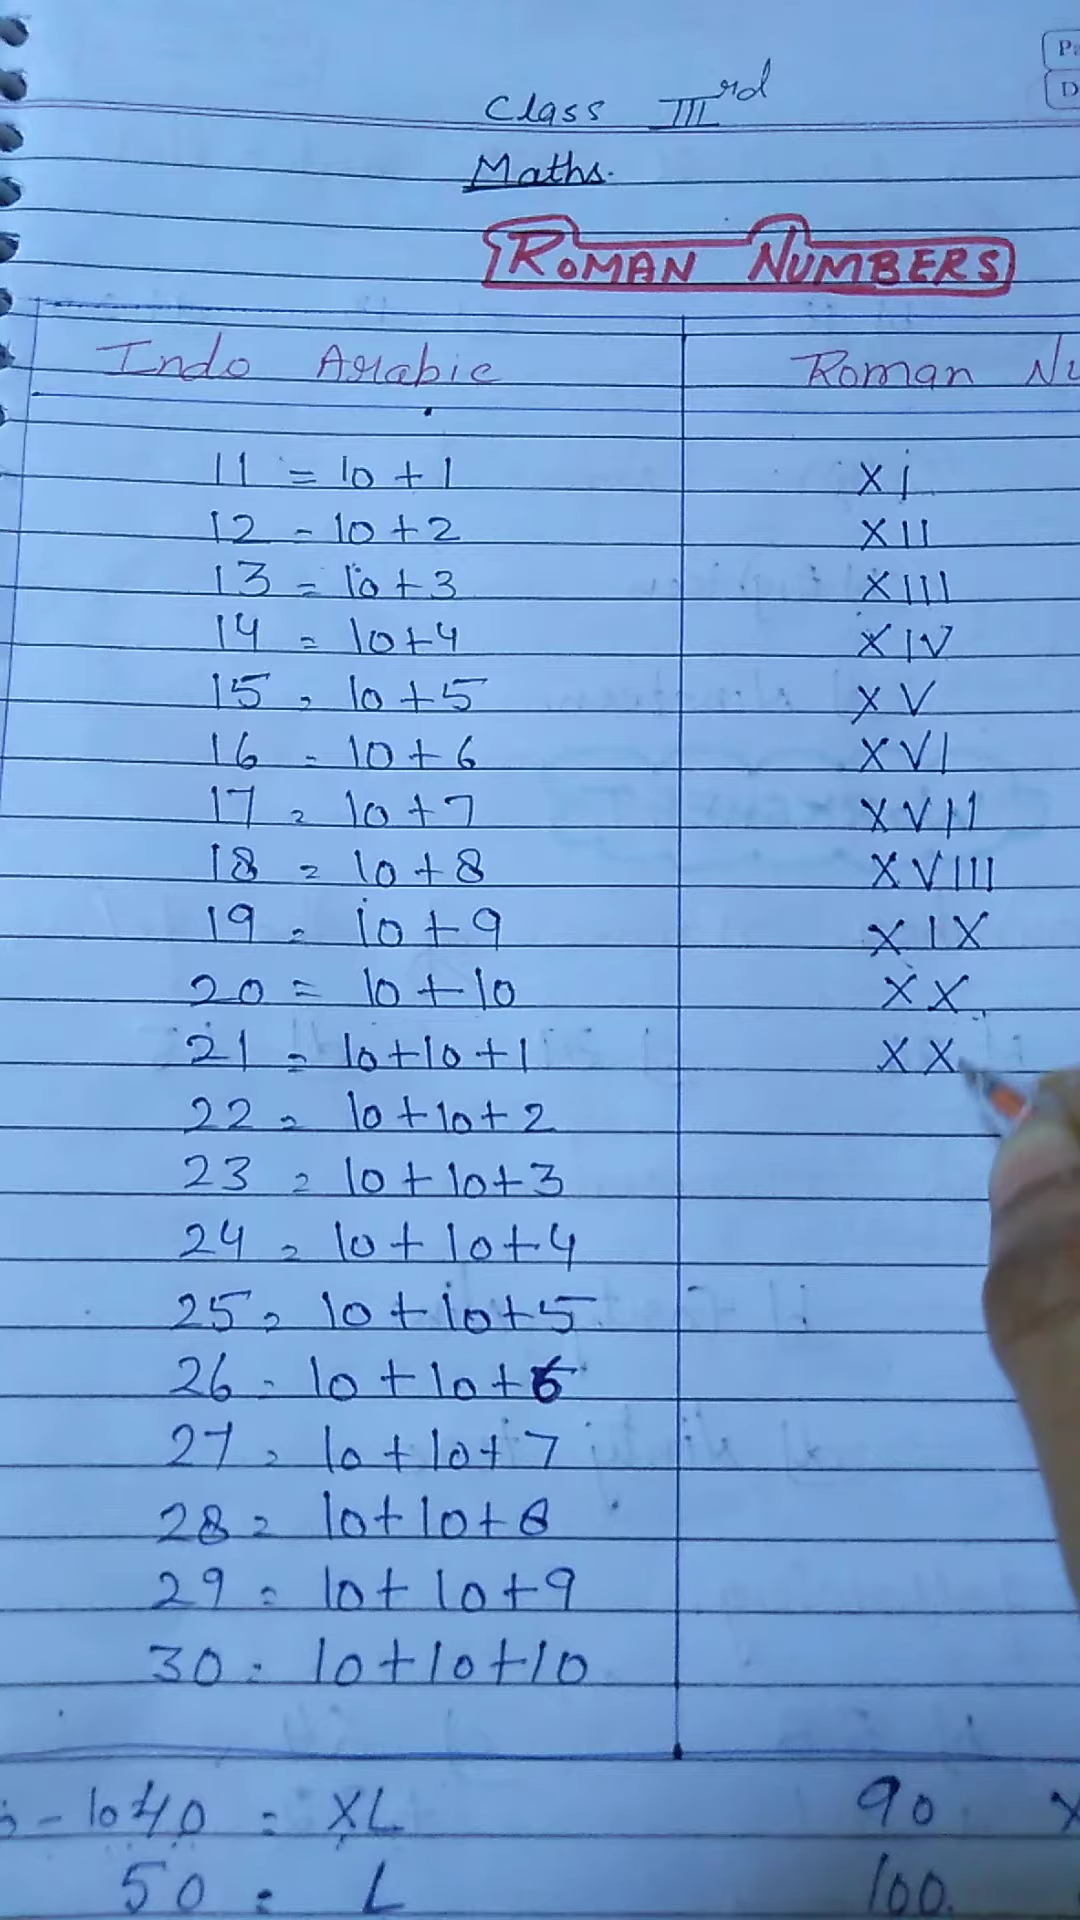 Pa
D
Class IIIrd
Maths.
ROMAN NUMBERS
Indo Arabic Roman Nu
11 = 10+1 Xi
12 = 10+2 XII
13 = 10+3 XIII
14 = 10+4 XIV
15 = 10+5 XV
16 = 10+6 XVI
17 = 10+7 XVII
18 = 10+8 XVIII
19 = 10+9 XIX
20 = 10+10 XX
21 = 10+10+1 XX
22 = 10+10+2
23 = 10+10+3
24 = 10+10+4
25 = 10+10+5
26 = 10+10+6
27 = 10+10+7
28 = 10+10+8
29 = 10+10+9
30 = 10+10+10
- 10 40 = XL 90 X
50 = L 100.